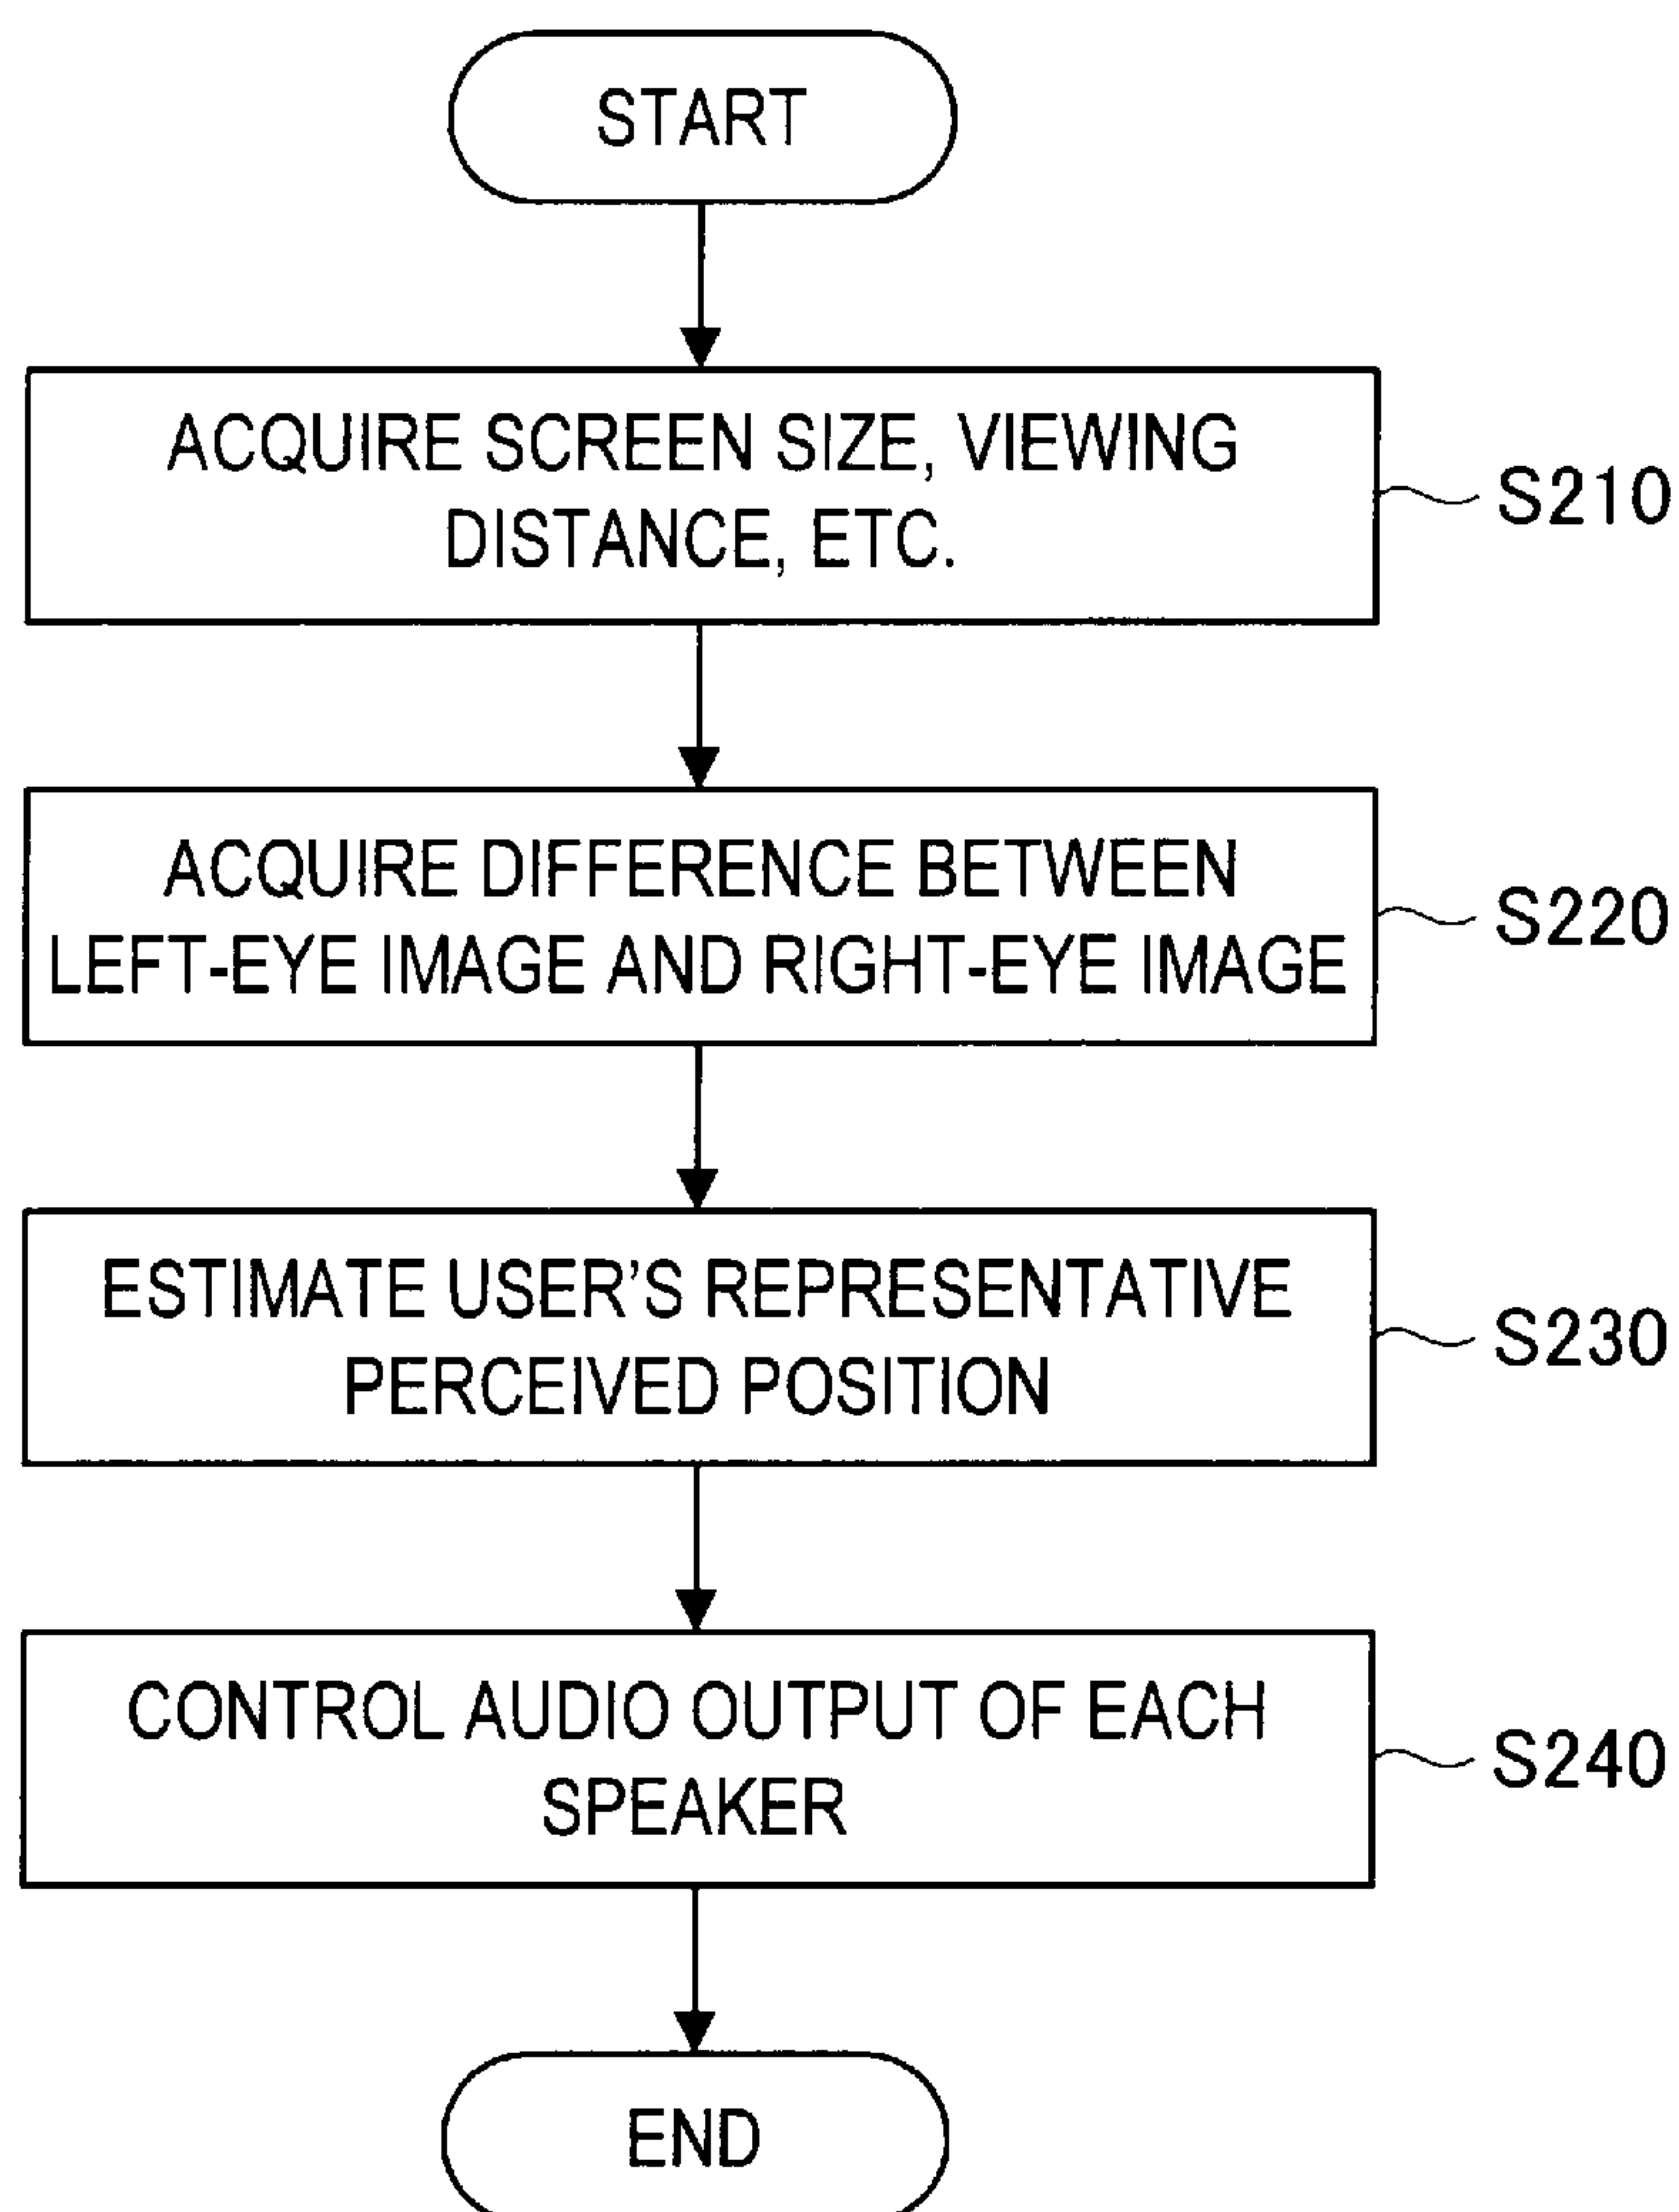 START
ACQUIRE SCREEN SIZE, VIEWING
DISTANCE, ETC.
S210
ACQUIRE DIFFERENCE BETWEEN
LEFT-EYE IMAGE AND RIGHT-EYE IMAGE
S220
ESTIMATE USER’S REPRESENTATIVE
PERCEIVED POSITION
S230
CONTROL AUDIO OUTPUT OF EACH
SPEAKER
S240
END